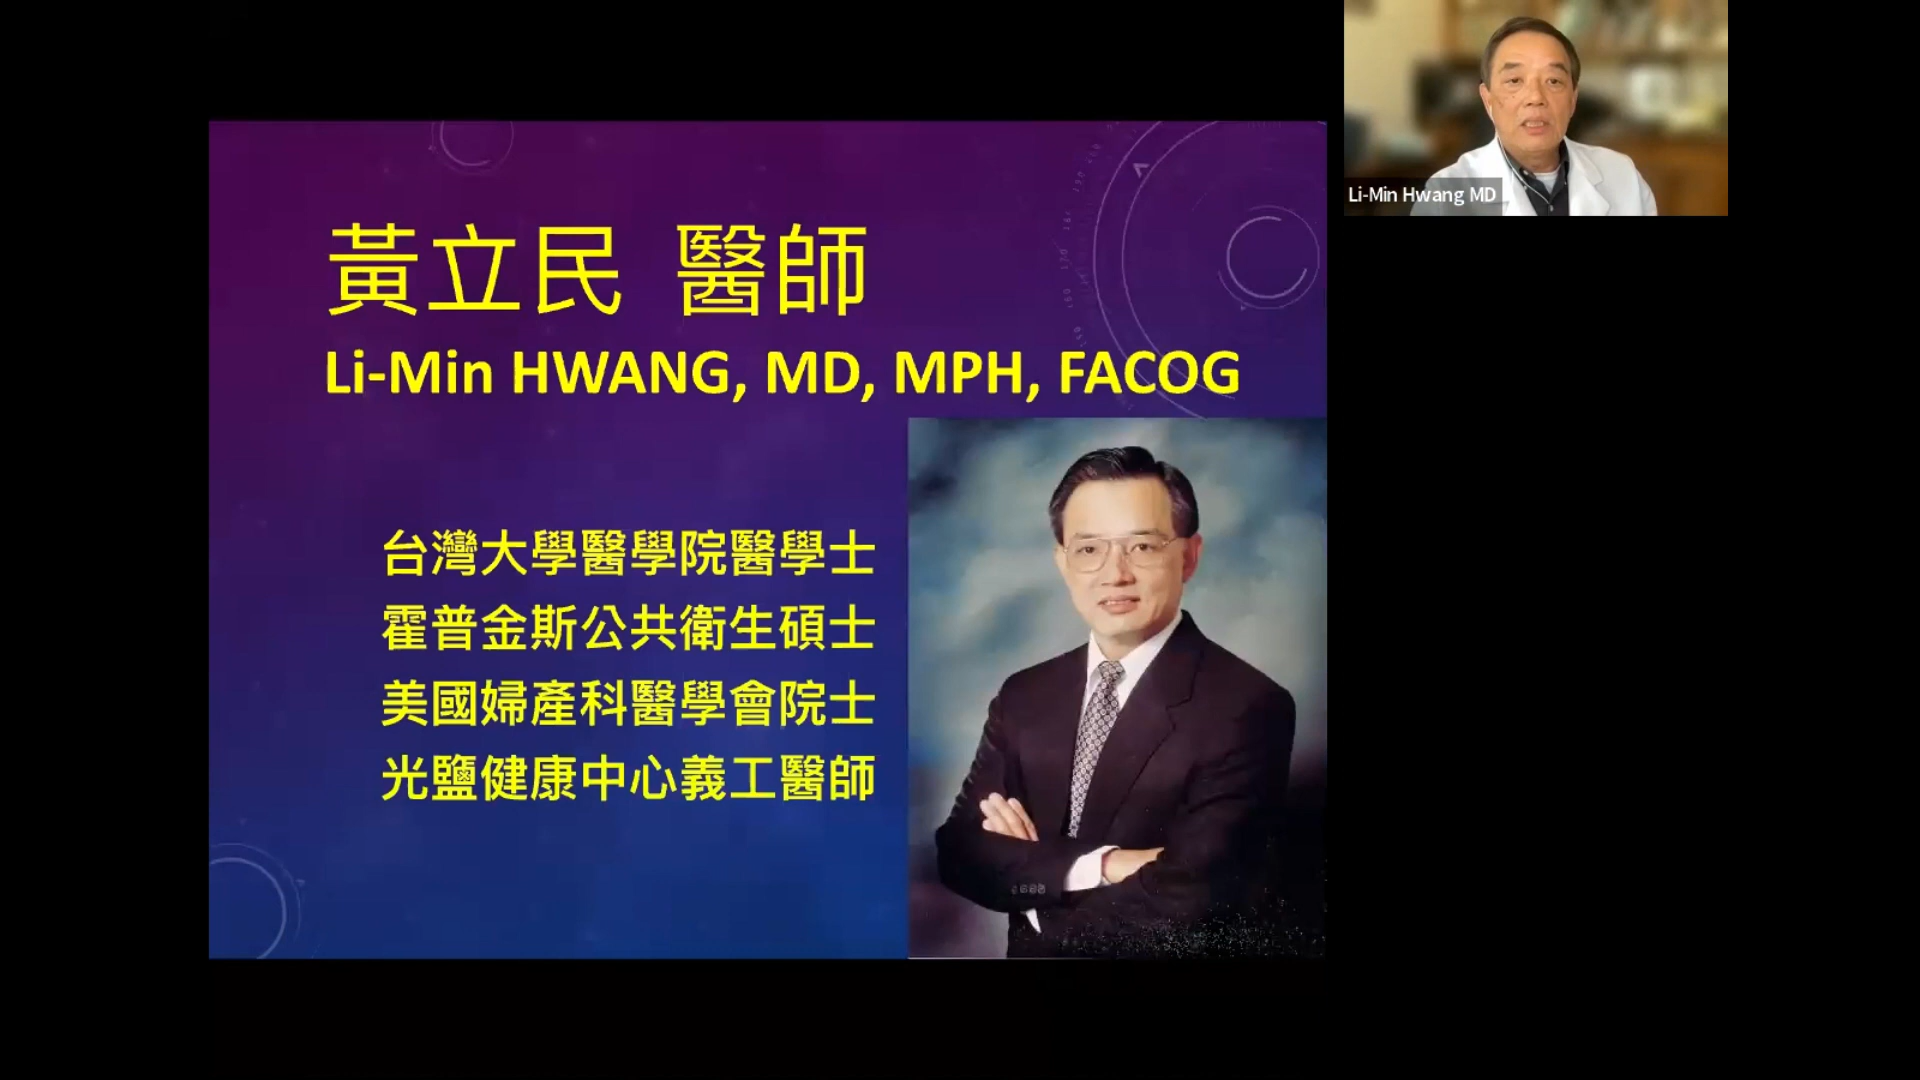 黃立民 醫師
Li-Min HWANG, MD, MPH, FACOG
台灣大學醫學院醫學士
霍普金斯公共衛生碩士
美國婦產科醫學會院士
光鹽健康中心義工醫師
Li-Min Hwang MD